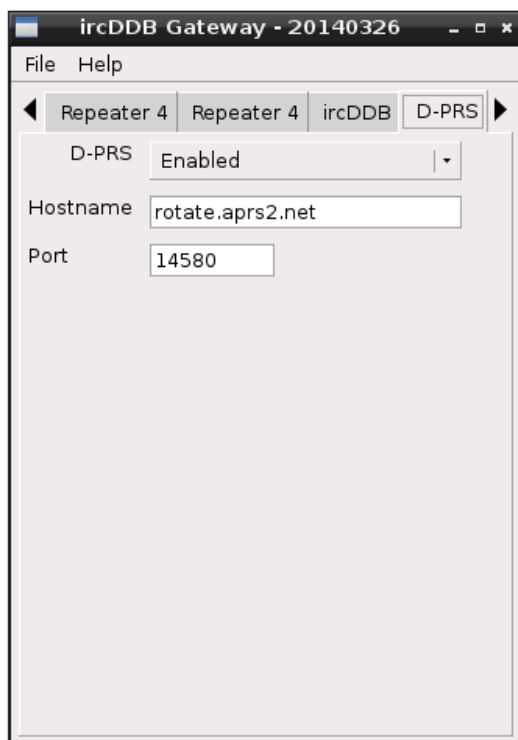 ircDDB Gateway - 20140326
File Help
Repeater 4 Repeater 4 ircDDB D-PRS
D-PRS Enabled
Hostname rotate.aprs2.net
Port 14580